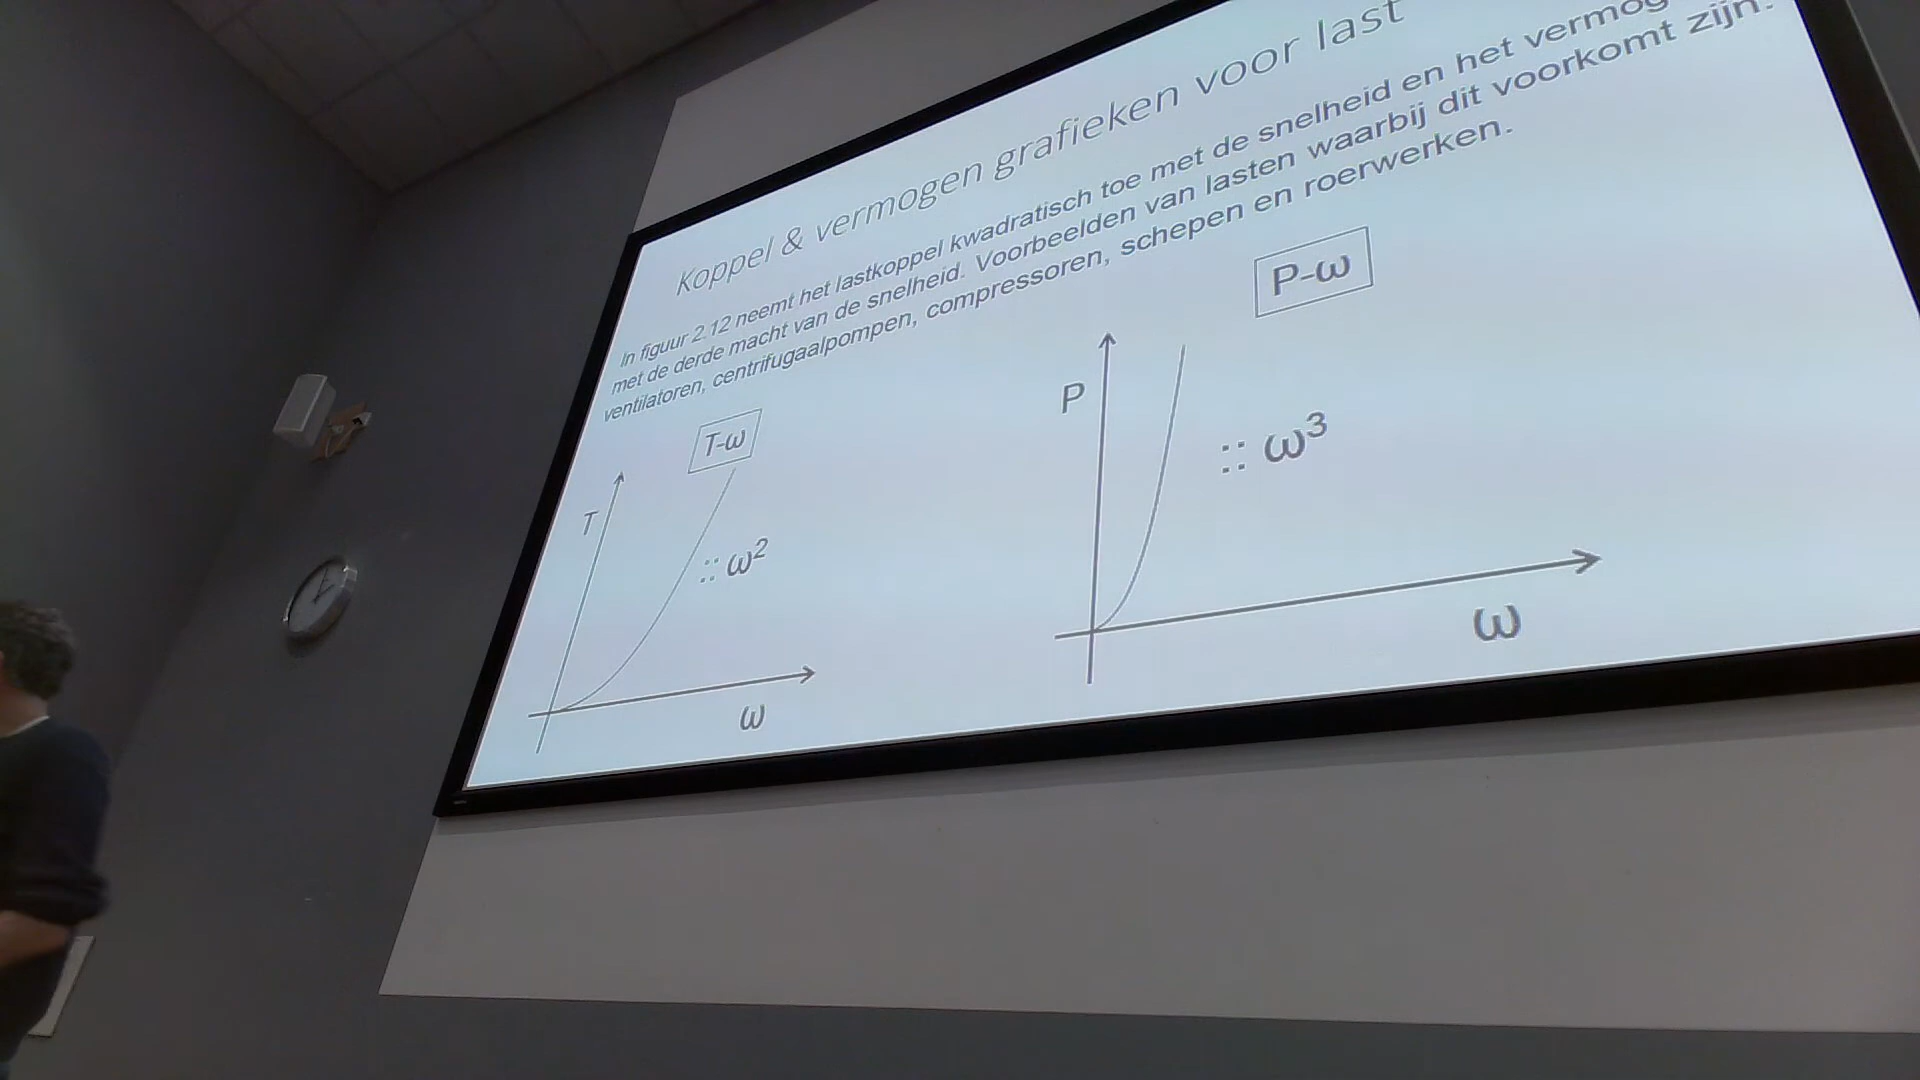 Koppel & vermogen grafieken voor last
In figuur 2.12 neemt het lastkoppel kwadratisch toe met de snelheid en het vermog
met de derde macht van de snelheid. Voorbeelden van lasten waarbij dit voorkomt zijn:
ventilatoren, centrifugaalpompen, compressoren, schepen en roerwerken.
T-ω
T
:: ω²
ω
P-ω
P
:: ω³
ω